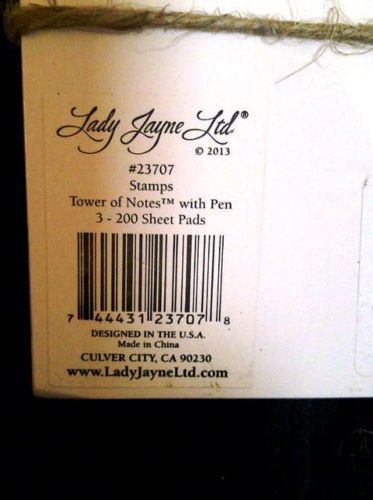 Lady Jayne Ltd®
© 2013
#23707
Stamps
Tower of Notes™ with Pen
3 - 200 Sheet Pads
7 44431 23707 8
DESIGNED IN THE U.S.A.
Made in China
CULVER CITY, CA 90230
www.LadyJayneLtd.com